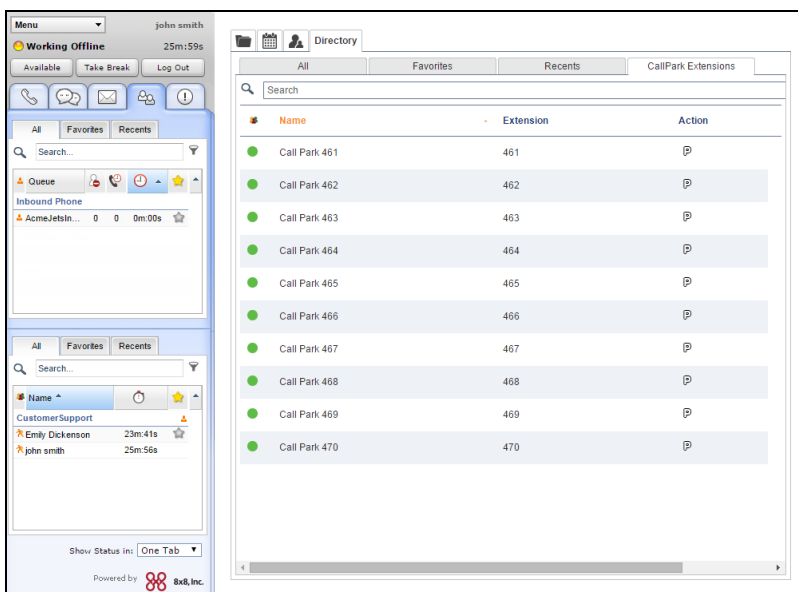 Menu
john smith
Working Offline
25m:59s
Available Take Break Log Out
All Favorites Recents
Search...
Queue
Inbound Phone
AcmeJetsIn... 0 0 0m:00s
All Favorites Recents
Search...
Name
CustomerSupport
Emily Dickenson 23m:41s
john smith 25m:56s
Show Status in: One Tab
Powered by 8x8, Inc.
Directory
All Favorites Recents CallPark Extensions
Search
Name - Extension Action
Call Park 461 461
Call Park 462 462
Call Park 463 463
Call Park 464 464
Call Park 465 465
Call Park 466 466
Call Park 467 467
Call Park 468 468
Call Park 469 469
Call Park 470 470